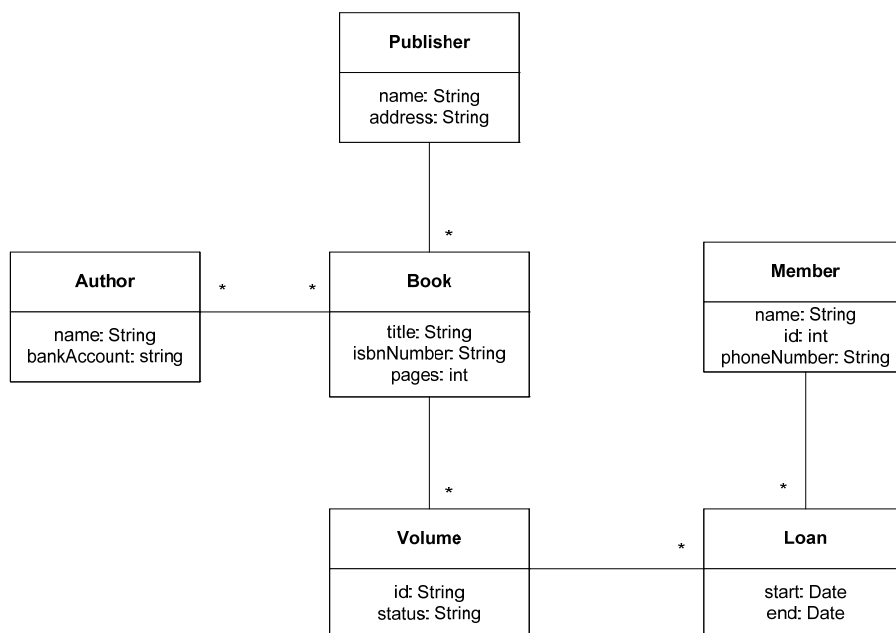 Publisher
name: String
address: String
*
Author
name: String
bankAccount: string
*
*
Book
title: String
isbnNumber: String
pages: int
Member
name: String
id: int
phoneNumber: String
*
*
Volume
id: String
status: String
*
Loan
start: Date
end: Date